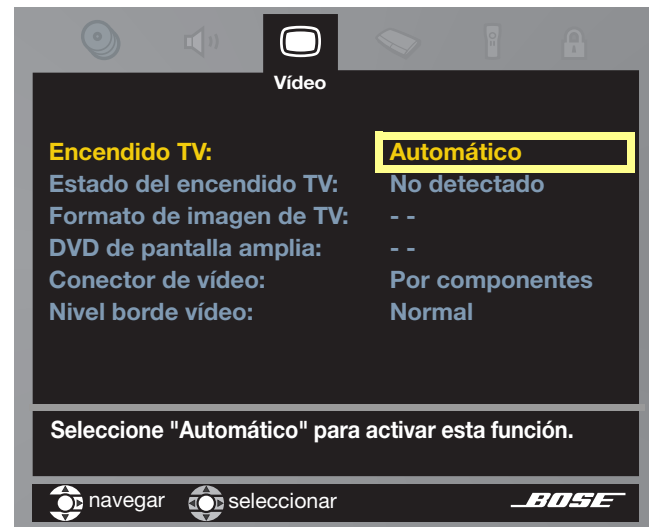 Vídeo
Encendido TV: Automático
Estado del encendido TV: No detectado
Formato de imagen de TV: - -
DVD de pantalla amplia: - -
Conector de vídeo: Por componentes
Nivel borde vídeo: Normal
Seleccione "Automático" para activar esta función.
navegar seleccionar BOSE